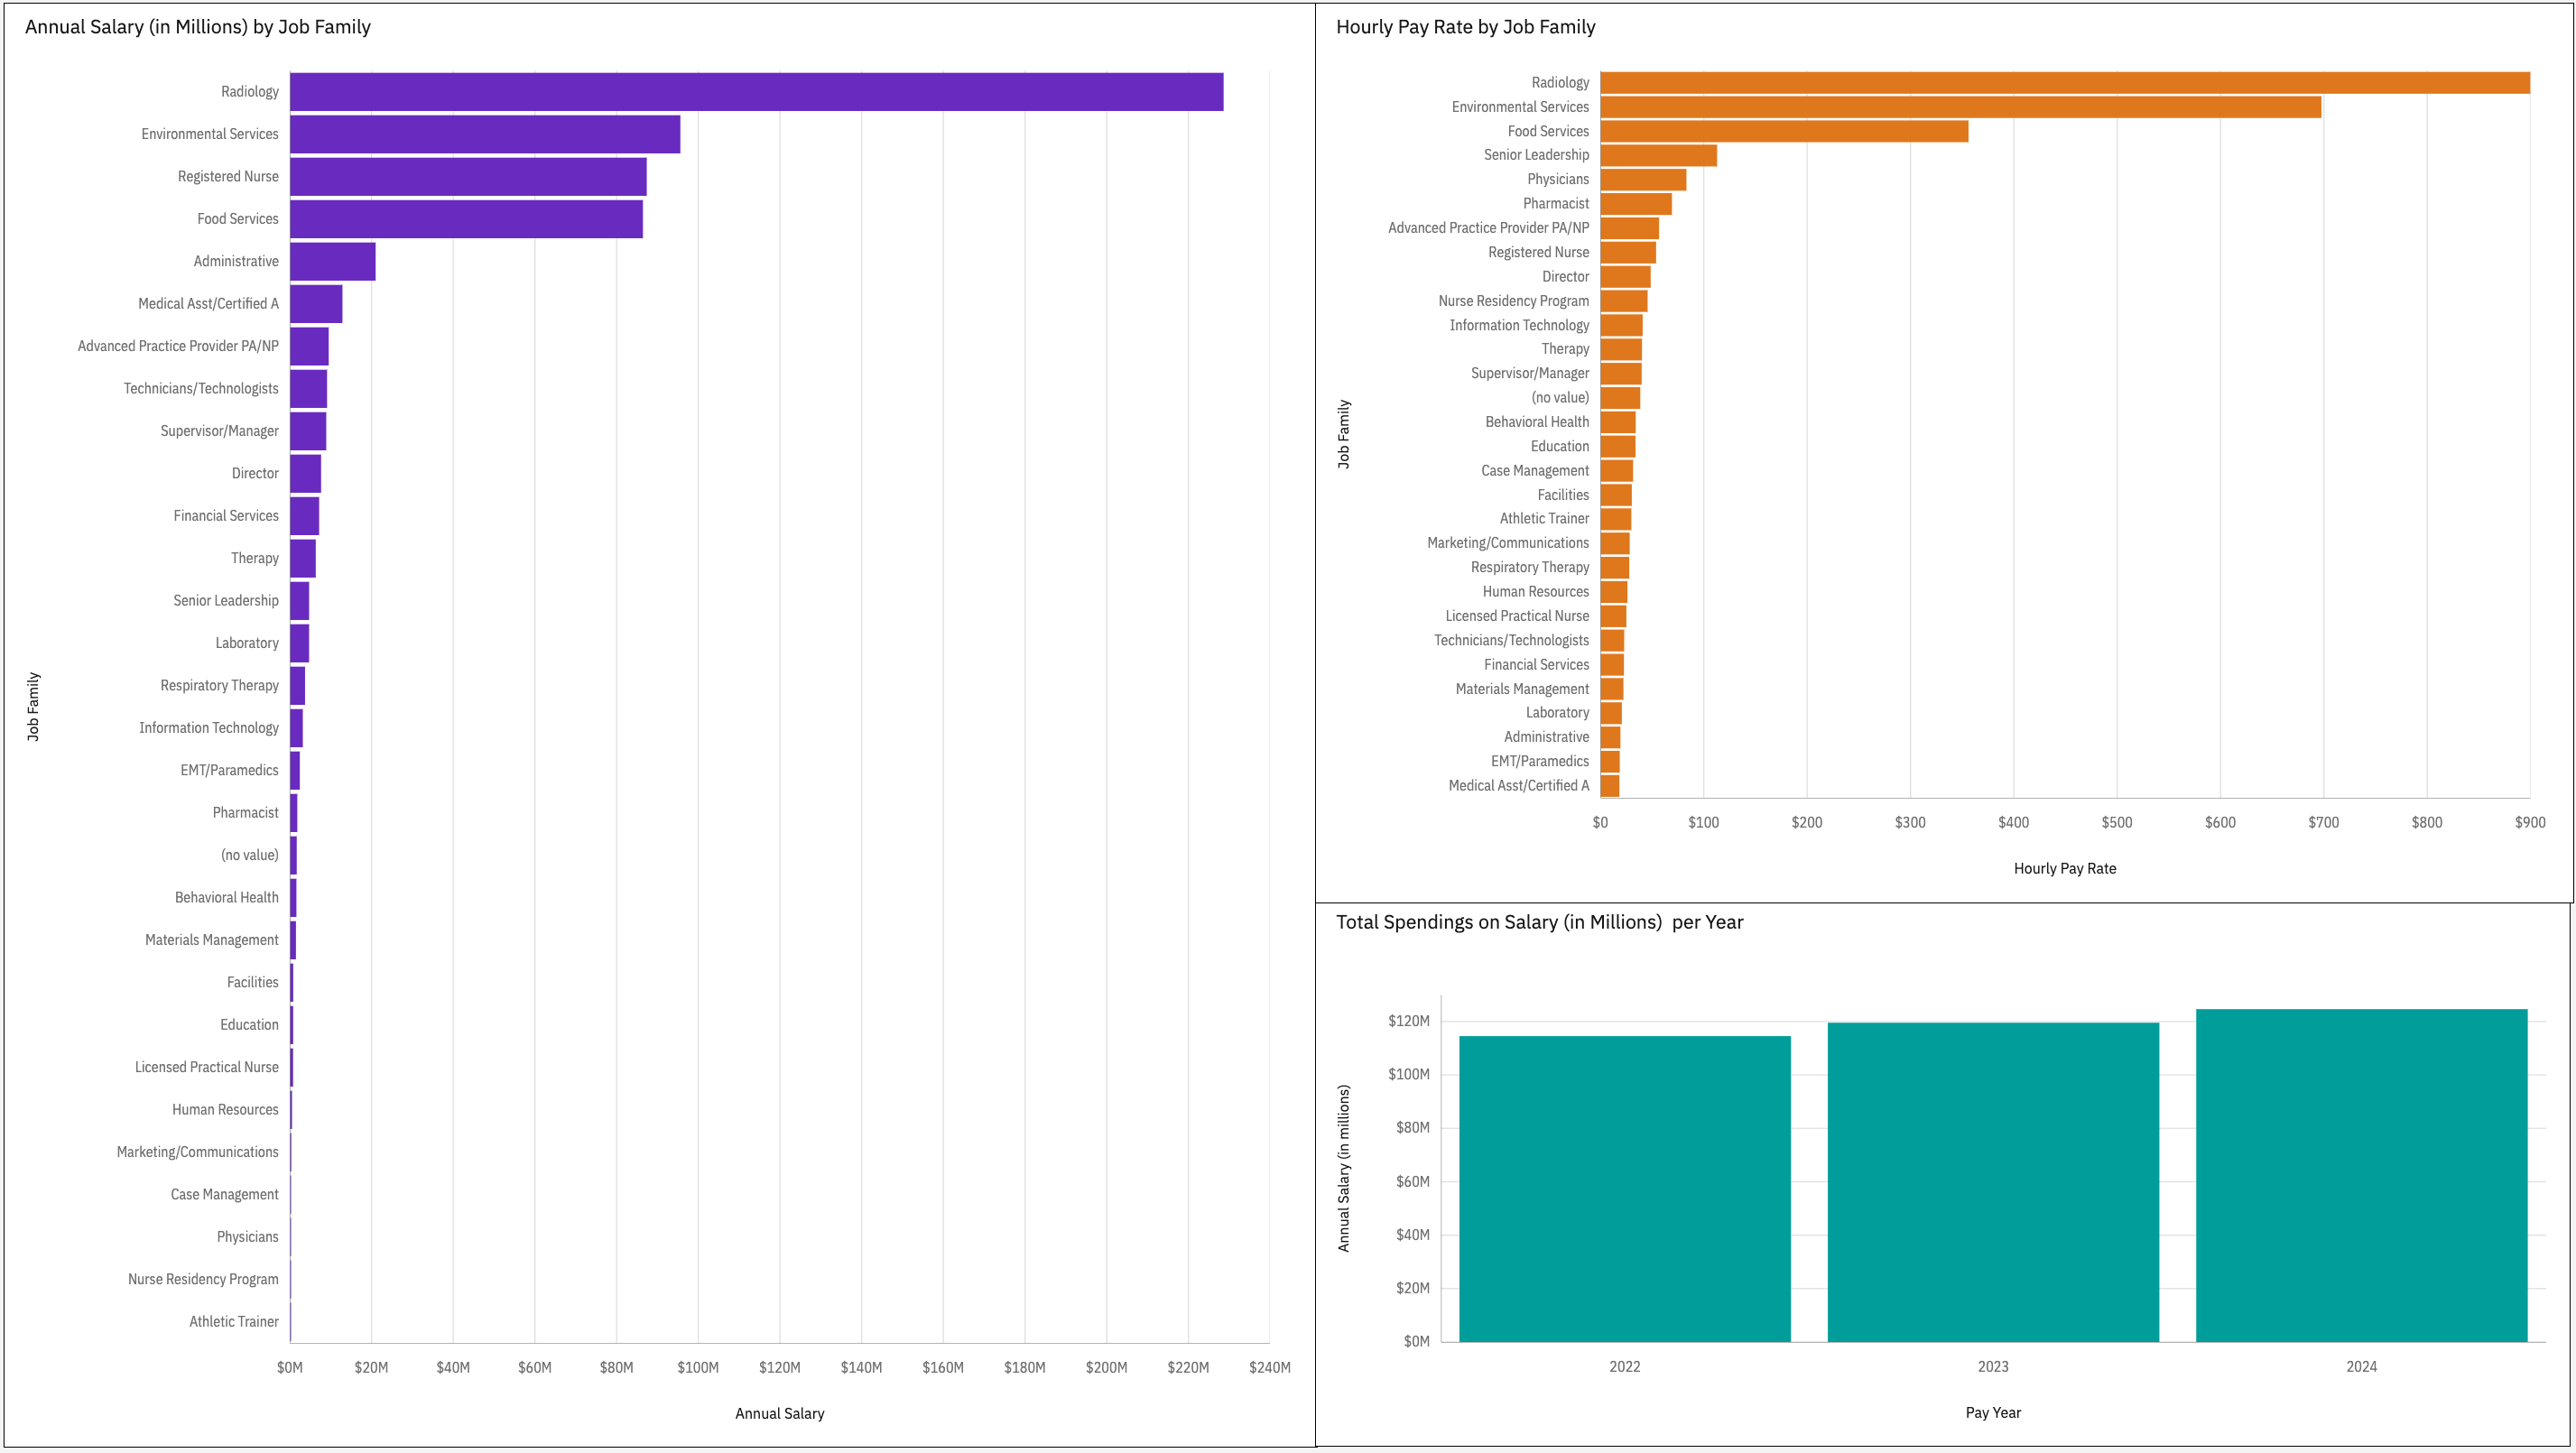 Annual Salary (in Millions) by Job Family
Job Family
Radiology
Environmental Services
Registered Nurse
Food Services
Administrative
Medical Asst/Certified A
Advanced Practice Provider PA/NP
Technicians/Technologists
Supervisor/Manager
Director
Financial Services
Therapy
Senior Leadership
Laboratory
Respiratory Therapy
Information Technology
EMT/Paramedics
Pharmacist
(no value)
Behavioral Health
Materials Management
Facilities
Education
Licensed Practical Nurse
Human Resources
Marketing/Communications
Case Management
Physicians
Nurse Residency Program
Athletic Trainer
$0M $20M $40M $60M $80M $100M $120M $140M $160M $180M $200M $220M $240M
Annual Salary
Hourly Pay Rate by Job Family
Job Family
Radiology
Environmental Services
Food Services
Senior Leadership
Physicians
Pharmacist
Advanced Practice Provider PA/NP
Registered Nurse
Director
Nurse Residency Program
Information Technology
Therapy
Supervisor/Manager
(no value)
Behavioral Health
Education
Case Management
Facilities
Athletic Trainer
Marketing/Communications
Respiratory Therapy
Human Resources
Licensed Practical Nurse
Technicians/Technologists
Financial Services
Materials Management
Laboratory
Administrative
EMT/Paramedics
Medical Asst/Certified A
$0 $100 $200 $300 $400 $500 $600 $700 $800 $900
Hourly Pay Rate
Total Spendings on Salary (in Millions) per Year
Annual Salary (in millions)
$120M
$100M
$80M
$60M
$40M
$20M
$0M
2022 2023 2024
Pay Year